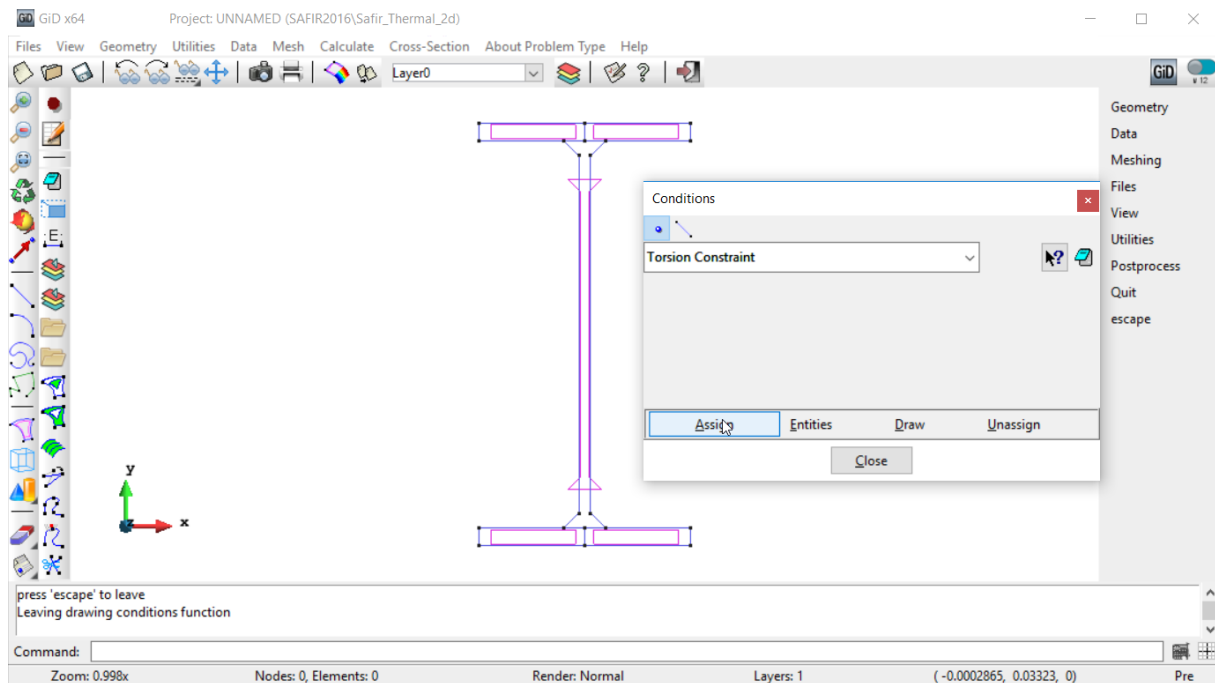 GiD GiD x64 Project: UNNAMED (SAFIR2016\Safir_Thermal_2d)
Files View Geometry Utilities Data Mesh Calculate Cross-Section About Problem Type Help
Layer0
GiD
v 12
Geometry
Data
Meshing
Files
View
Utilities
Postprocess
Quit
escape
:E:
Conditions
Torsion Constraint
Assign Entities Draw Unassign
Close
y
z
x
press 'escape' to leave
Leaving drawing conditions function
Command:
Zoom: 0.998x Nodes: 0, Elements: 0 Render: Normal Layers: 1 ( -0.0002865, 0.03323, 0) Pre